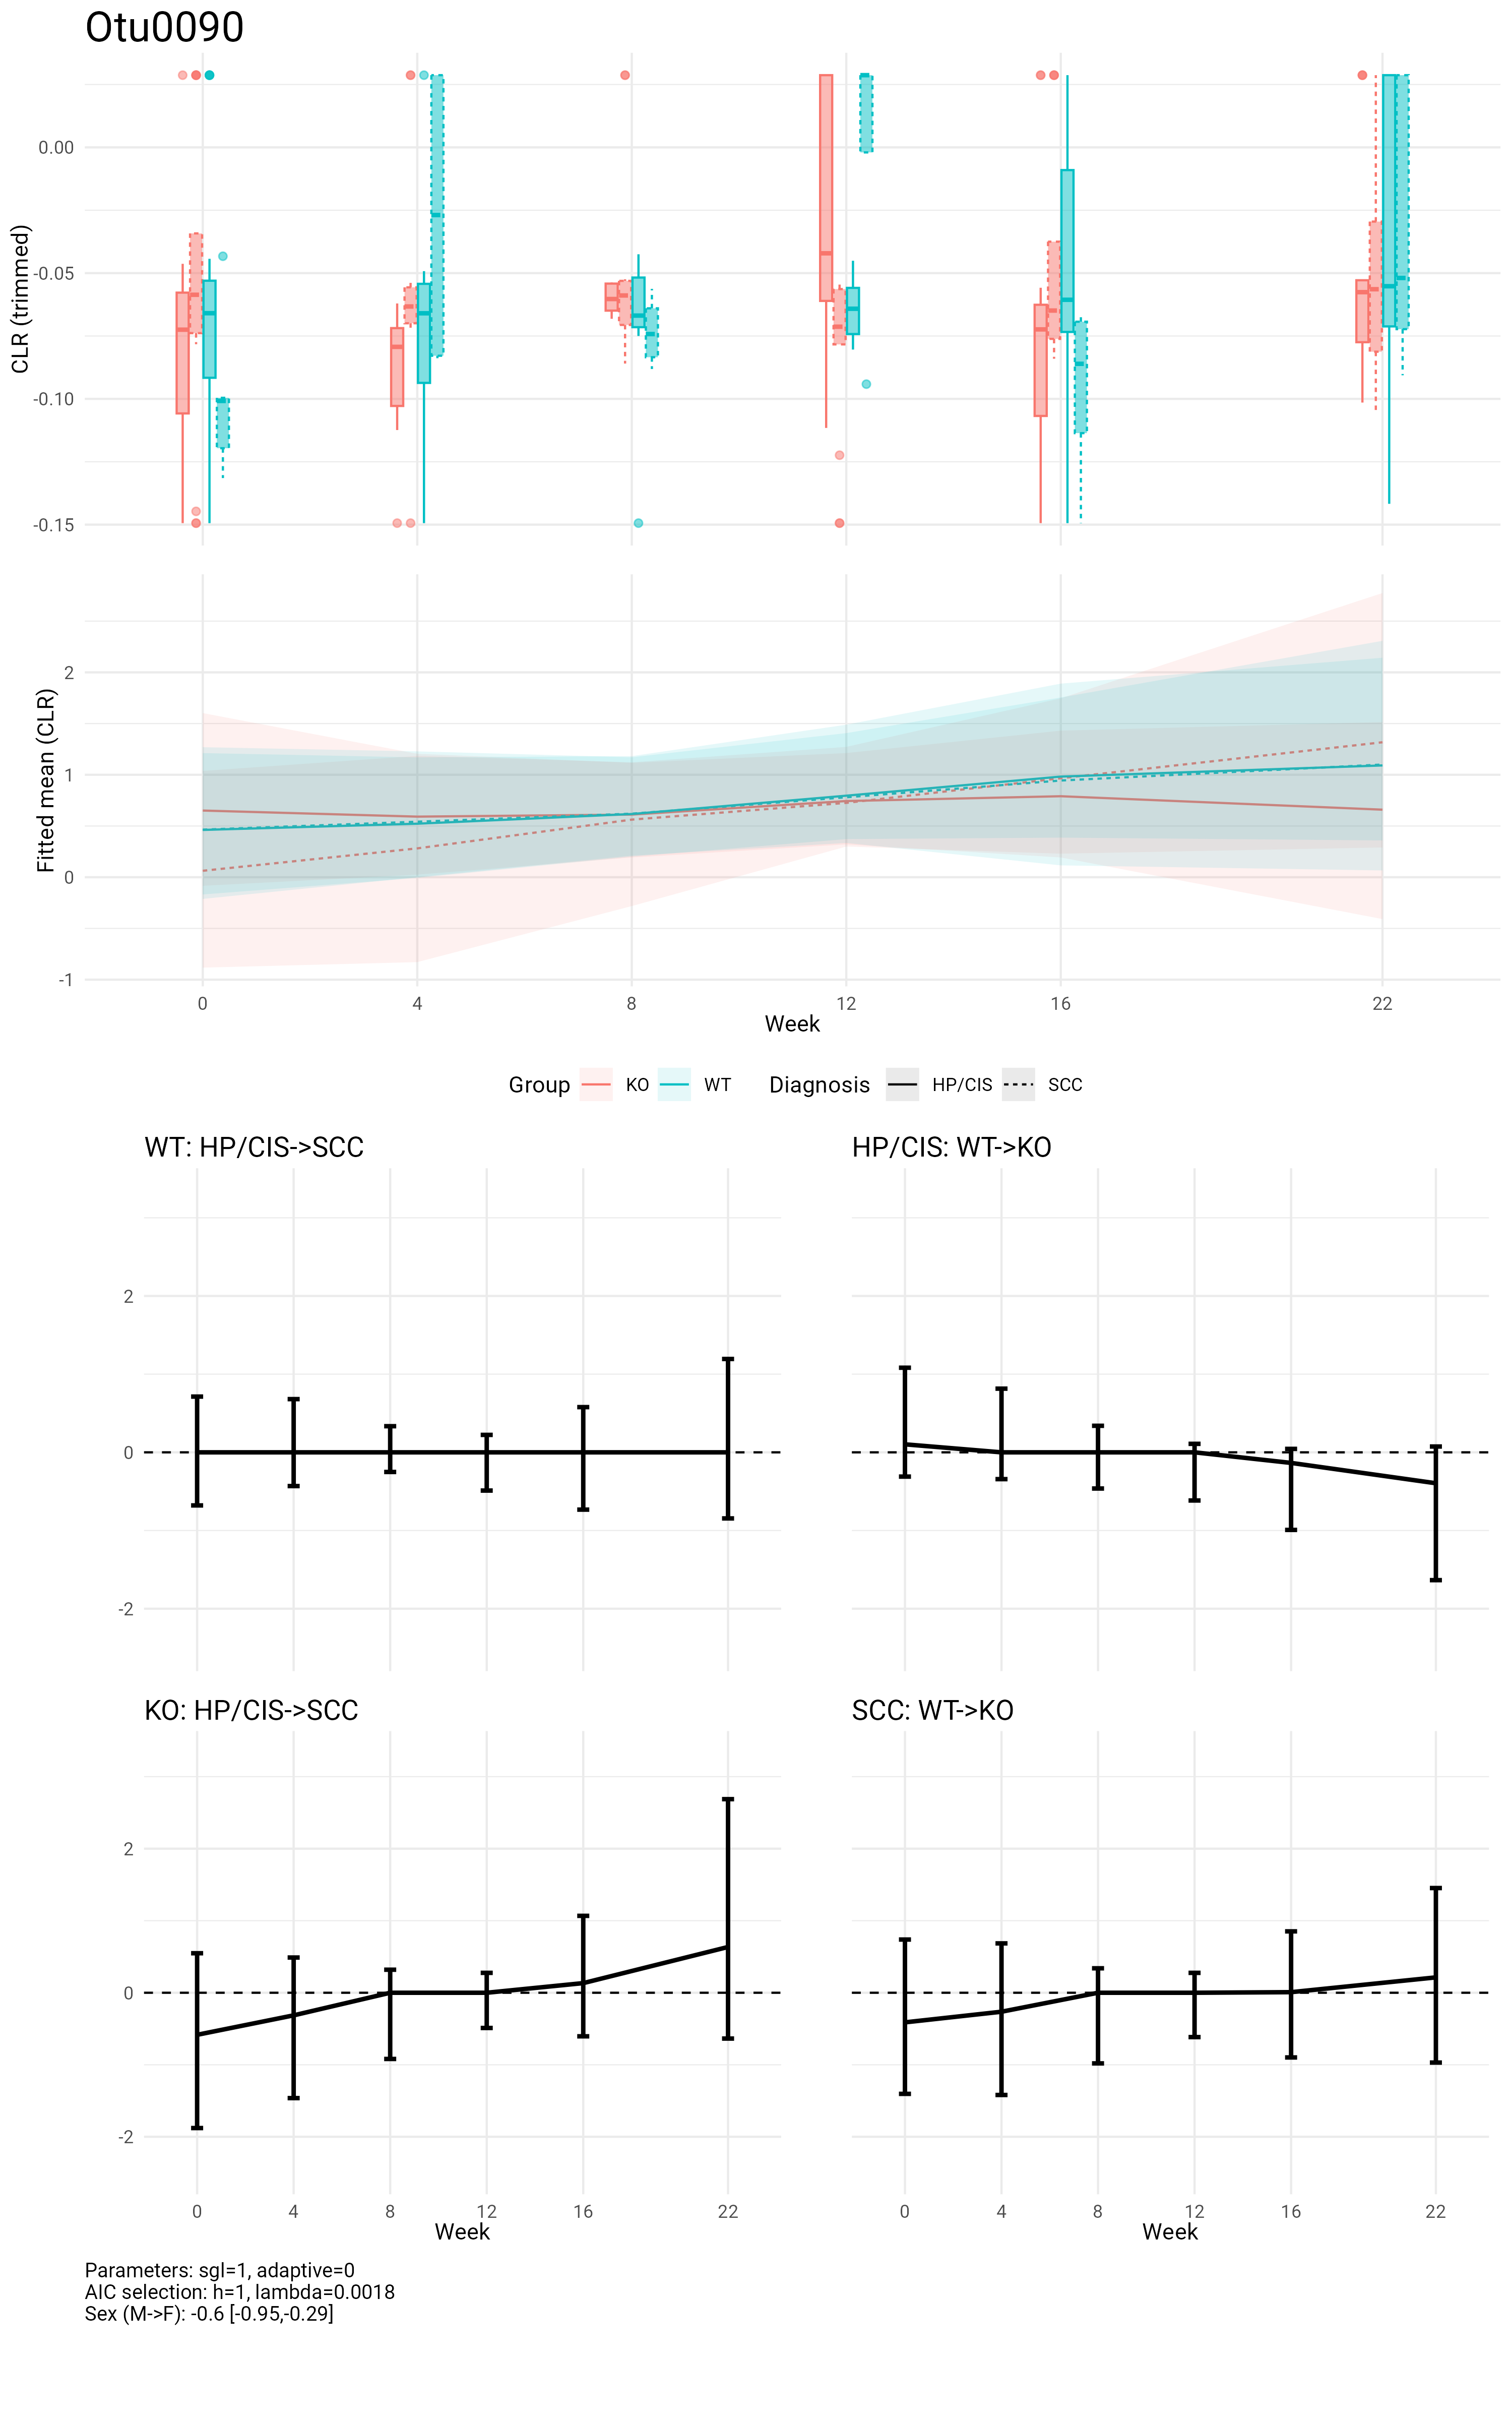 Otu0090
CLR (trimmed)
0.00
-0.05
-0.10
-0.15
Fitted mean (CLR)
2
1
0
-1
0 4 8 12 16 22
Week
Group KO WT Diagnosis HP/CIS SCC
WT: HP/CIS->SCC
2
0
-2
HP/CIS: WT->KO
KO: HP/CIS->SCC
2
0
-2
0 4 8 12 16 22
Week
SCC: WT->KO
0 4 8 12 16 22
Week
Parameters: sgl=1, adaptive=0
AIC selection: h=1, lambda=0.0018
Sex (M->F): -0.6 [-0.95,-0.29]